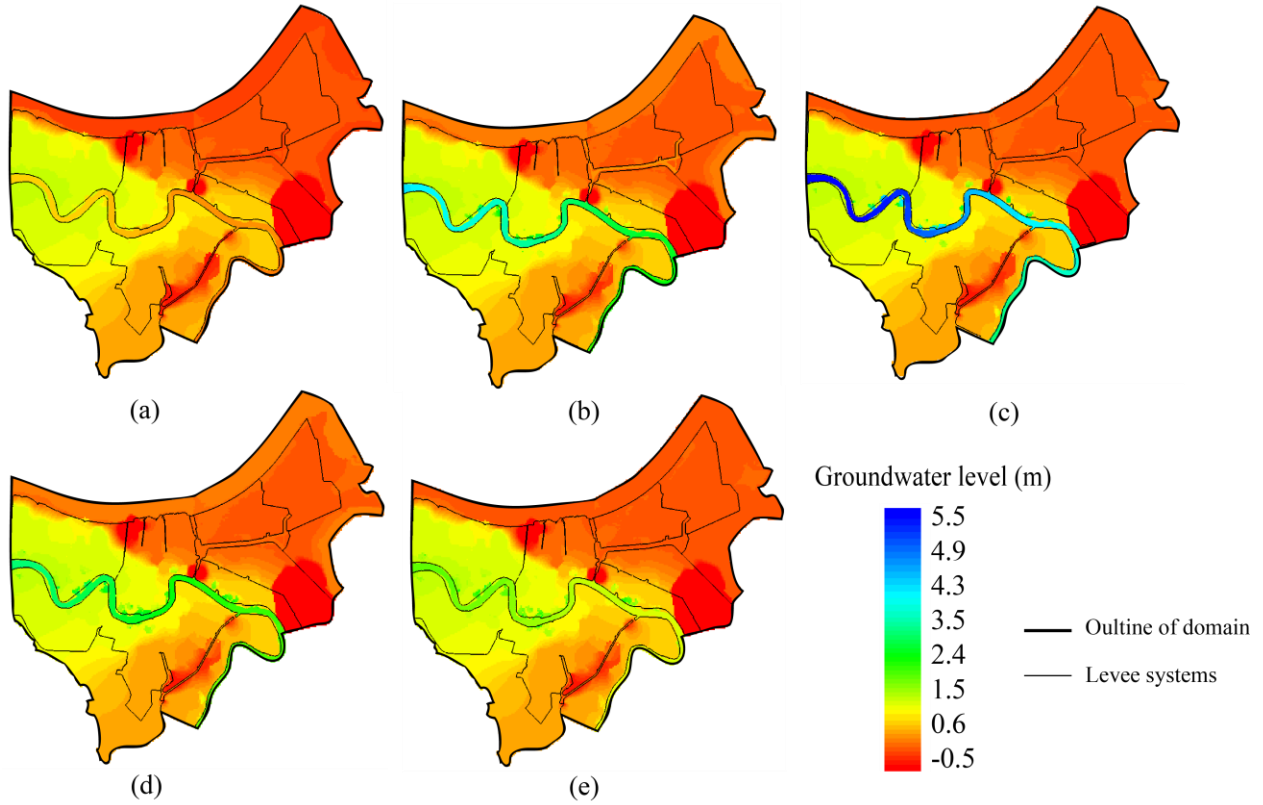 (a)
(b)
(c)
(d)
(e)
Groundwater level (m)
5.5
4.9
4.3
3.5
2.4
1.5
0.6
-0.5
Oultine of domain
Levee systems